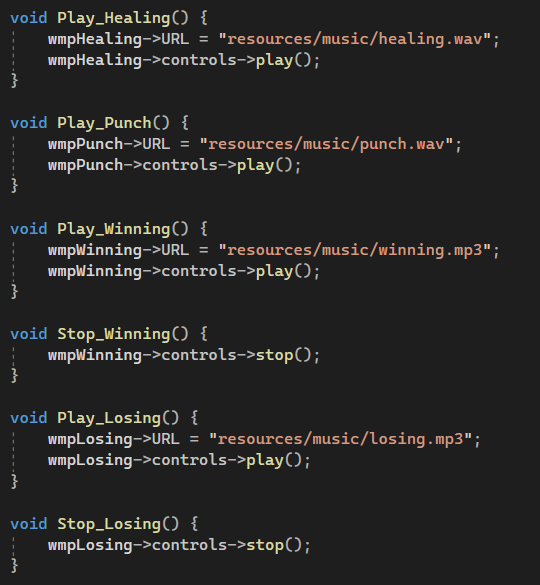 void Play_Healing() {
    wmpHealing->URL = "resources/music/healing.wav";
    wmpHealing->controls->play();
}

void Play_Punch() {
    wmpPunch->URL = "resources/music/punch.wav";
    wmpPunch->controls->play();
}

void Play_Winning() {
    wmpWinning->URL = "resources/music/winning.mp3";
    wmpWinning->controls->play();
}

void Stop_Winning() {
    wmpWinning->controls->stop();
}

void Play_Losing() {
    wmpLosing->URL = "resources/music/losing.mp3";
    wmpLosing->controls->play();
}

void Stop_Losing() {
    wmpLosing->controls->stop();
}